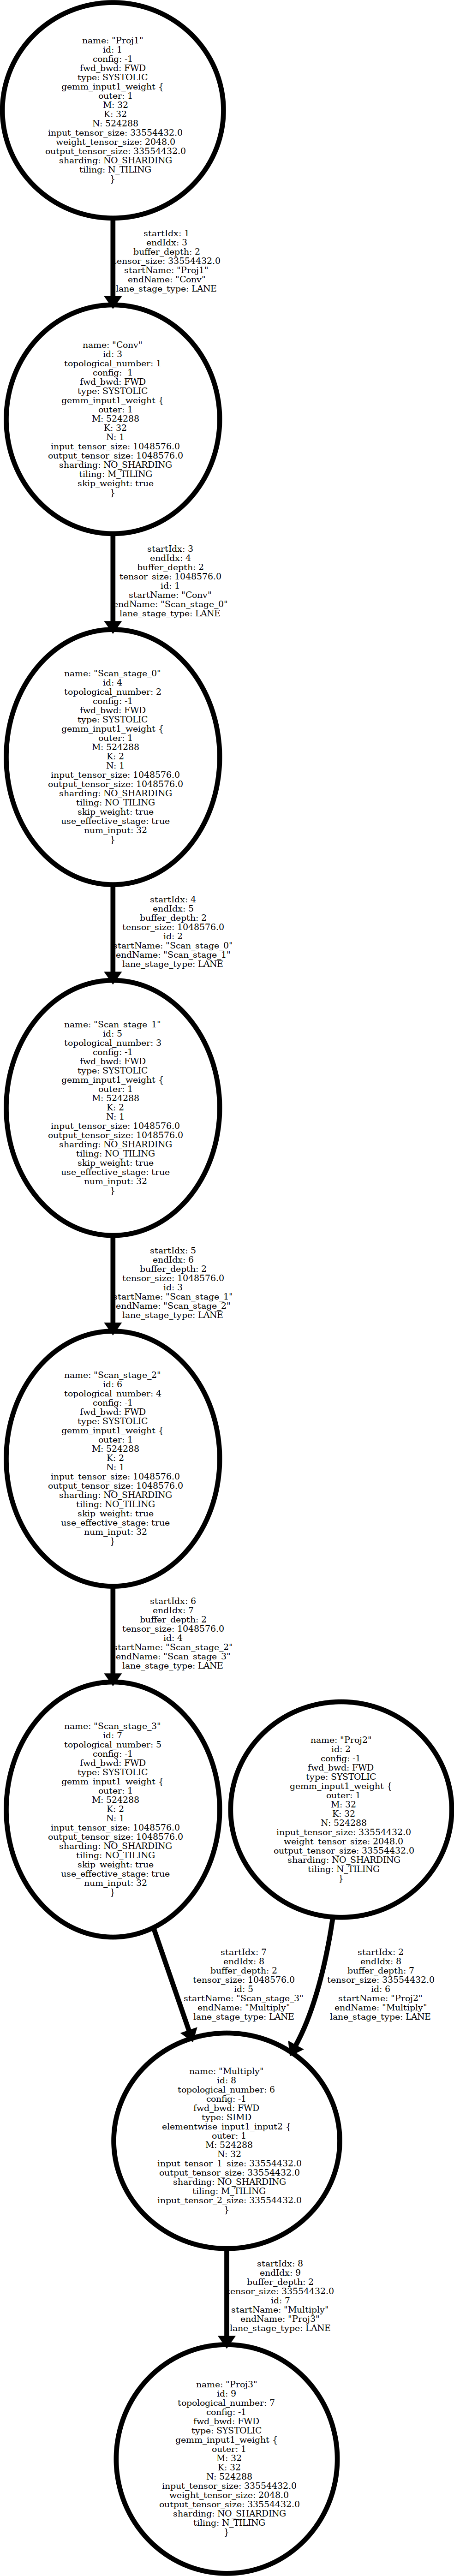 name: "Proj1"
id: 1
config: -1
fwd_bwd: FWD
type: SYSTOLIC
gemm_input1_weight {
outer: 1
M: 32
K: 32
N: 524288
input_tensor_size: 33554432.0
weight_tensor_size: 2048.0
output_tensor_size: 33554432.0
sharding: NO_SHARDING
tiling: N_TILING
}
startIdx: 1
endIdx: 3
buffer_depth: 2
tensor_size: 33554432.0
startName: "Proj1"
endName: "Conv"
lane_stage_type: LANE
name: "Conv"
id: 3
topological_number: 1
config: -1
fwd_bwd: FWD
type: SYSTOLIC
gemm_input1_weight {
outer: 1
M: 524288
K: 32
N: 1
input_tensor_size: 1048576.0
output_tensor_size: 1048576.0
sharding: NO_SHARDING
tiling: M_TILING
skip_weight: true
}
startIdx: 3
endIdx: 4
buffer_depth: 2
tensor_size: 1048576.0
id: 1
startName: "Conv"
endName: "Scan_stage_0"
lane_stage_type: LANE
name: "Scan_stage_0"
id: 4
topological_number: 2
config: -1
fwd_bwd: FWD
type: SYSTOLIC
gemm_input1_weight {
outer: 1
M: 524288
K: 2
N: 1
input_tensor_size: 1048576.0
output_tensor_size: 1048576.0
sharding: NO_SHARDING
tiling: NO_TILING
skip_weight: true
use_effective_stage: true
num_input: 32
}
startIdx: 4
endIdx: 5
buffer_depth: 2
tensor_size: 1048576.0
id: 2
startName: "Scan_stage_0"
endName: "Scan_stage_1"
lane_stage_type: LANE
name: "Scan_stage_1"
id: 5
topological_number: 3
config: -1
fwd_bwd: FWD
type: SYSTOLIC
gemm_input1_weight {
outer: 1
M: 524288
K: 2
N: 1
input_tensor_size: 1048576.0
output_tensor_size: 1048576.0
sharding: NO_SHARDING
tiling: NO_TILING
skip_weight: true
use_effective_stage: true
num_input: 32
}
startIdx: 5
endIdx: 6
buffer_depth: 2
tensor_size: 1048576.0
id: 3
startName: "Scan_stage_1"
endName: "Scan_stage_2"
lane_stage_type: LANE
name: "Scan_stage_2"
id: 6
topological_number: 4
config: -1
fwd_bwd: FWD
type: SYSTOLIC
gemm_input1_weight {
outer: 1
M: 524288
K: 2
N: 1
input_tensor_size: 1048576.0
output_tensor_size: 1048576.0
sharding: NO_SHARDING
tiling: NO_TILING
skip_weight: true
use_effective_stage: true
num_input: 32
}
startIdx: 6
endIdx: 7
buffer_depth: 2
tensor_size: 1048576.0
id: 4
startName: "Scan_stage_2"
endName: "Scan_stage_3"
lane_stage_type: LANE
name: "Scan_stage_3"
id: 7
topological_number: 5
config: -1
fwd_bwd: FWD
type: SYSTOLIC
gemm_input1_weight {
outer: 1
M: 524288
K: 2
N: 1
input_tensor_size: 1048576.0
output_tensor_size: 1048576.0
sharding: NO_SHARDING
tiling: NO_TILING
skip_weight: true
use_effective_stage: true
num_input: 32
}
name: "Proj2"
id: 2
config: -1
fwd_bwd: FWD
type: SYSTOLIC
gemm_input1_weight {
outer: 1
M: 32
K: 32
N: 524288
input_tensor_size: 33554432.0
weight_tensor_size: 2048.0
output_tensor_size: 33554432.0
sharding: NO_SHARDING
tiling: N_TILING
}
startIdx: 7
endIdx: 8
buffer_depth: 2
tensor_size: 1048576.0
id: 5
startName: "Scan_stage_3"
endName: "Multiply"
lane_stage_type: LANE
startIdx: 2
endIdx: 8
buffer_depth: 7
tensor_size: 33554432.0
id: 6
startName: "Proj2"
endName: "Multiply"
lane_stage_type: LANE
name: "Multiply"
id: 8
topological_number: 6
config: -1
fwd_bwd: FWD
type: SIMD
elementwise_input1_input2 {
outer: 1
M: 524288
N: 32
input_tensor_1_size: 33554432.0
output_tensor_size: 33554432.0
sharding: NO_SHARDING
tiling: M_TILING
input_tensor_2_size: 33554432.0
}
startIdx: 8
endIdx: 9
buffer_depth: 2
tensor_size: 33554432.0
id: 7
startName: "Multiply"
endName: "Proj3"
lane_stage_type: LANE
name: "Proj3"
id: 9
topological_number: 7
config: -1
fwd_bwd: FWD
type: SYSTOLIC
gemm_input1_weight {
outer: 1
M: 32
K: 32
N: 524288
input_tensor_size: 33554432.0
weight_tensor_size: 2048.0
output_tensor_size: 33554432.0
sharding: NO_SHARDING
tiling: N_TILING
}